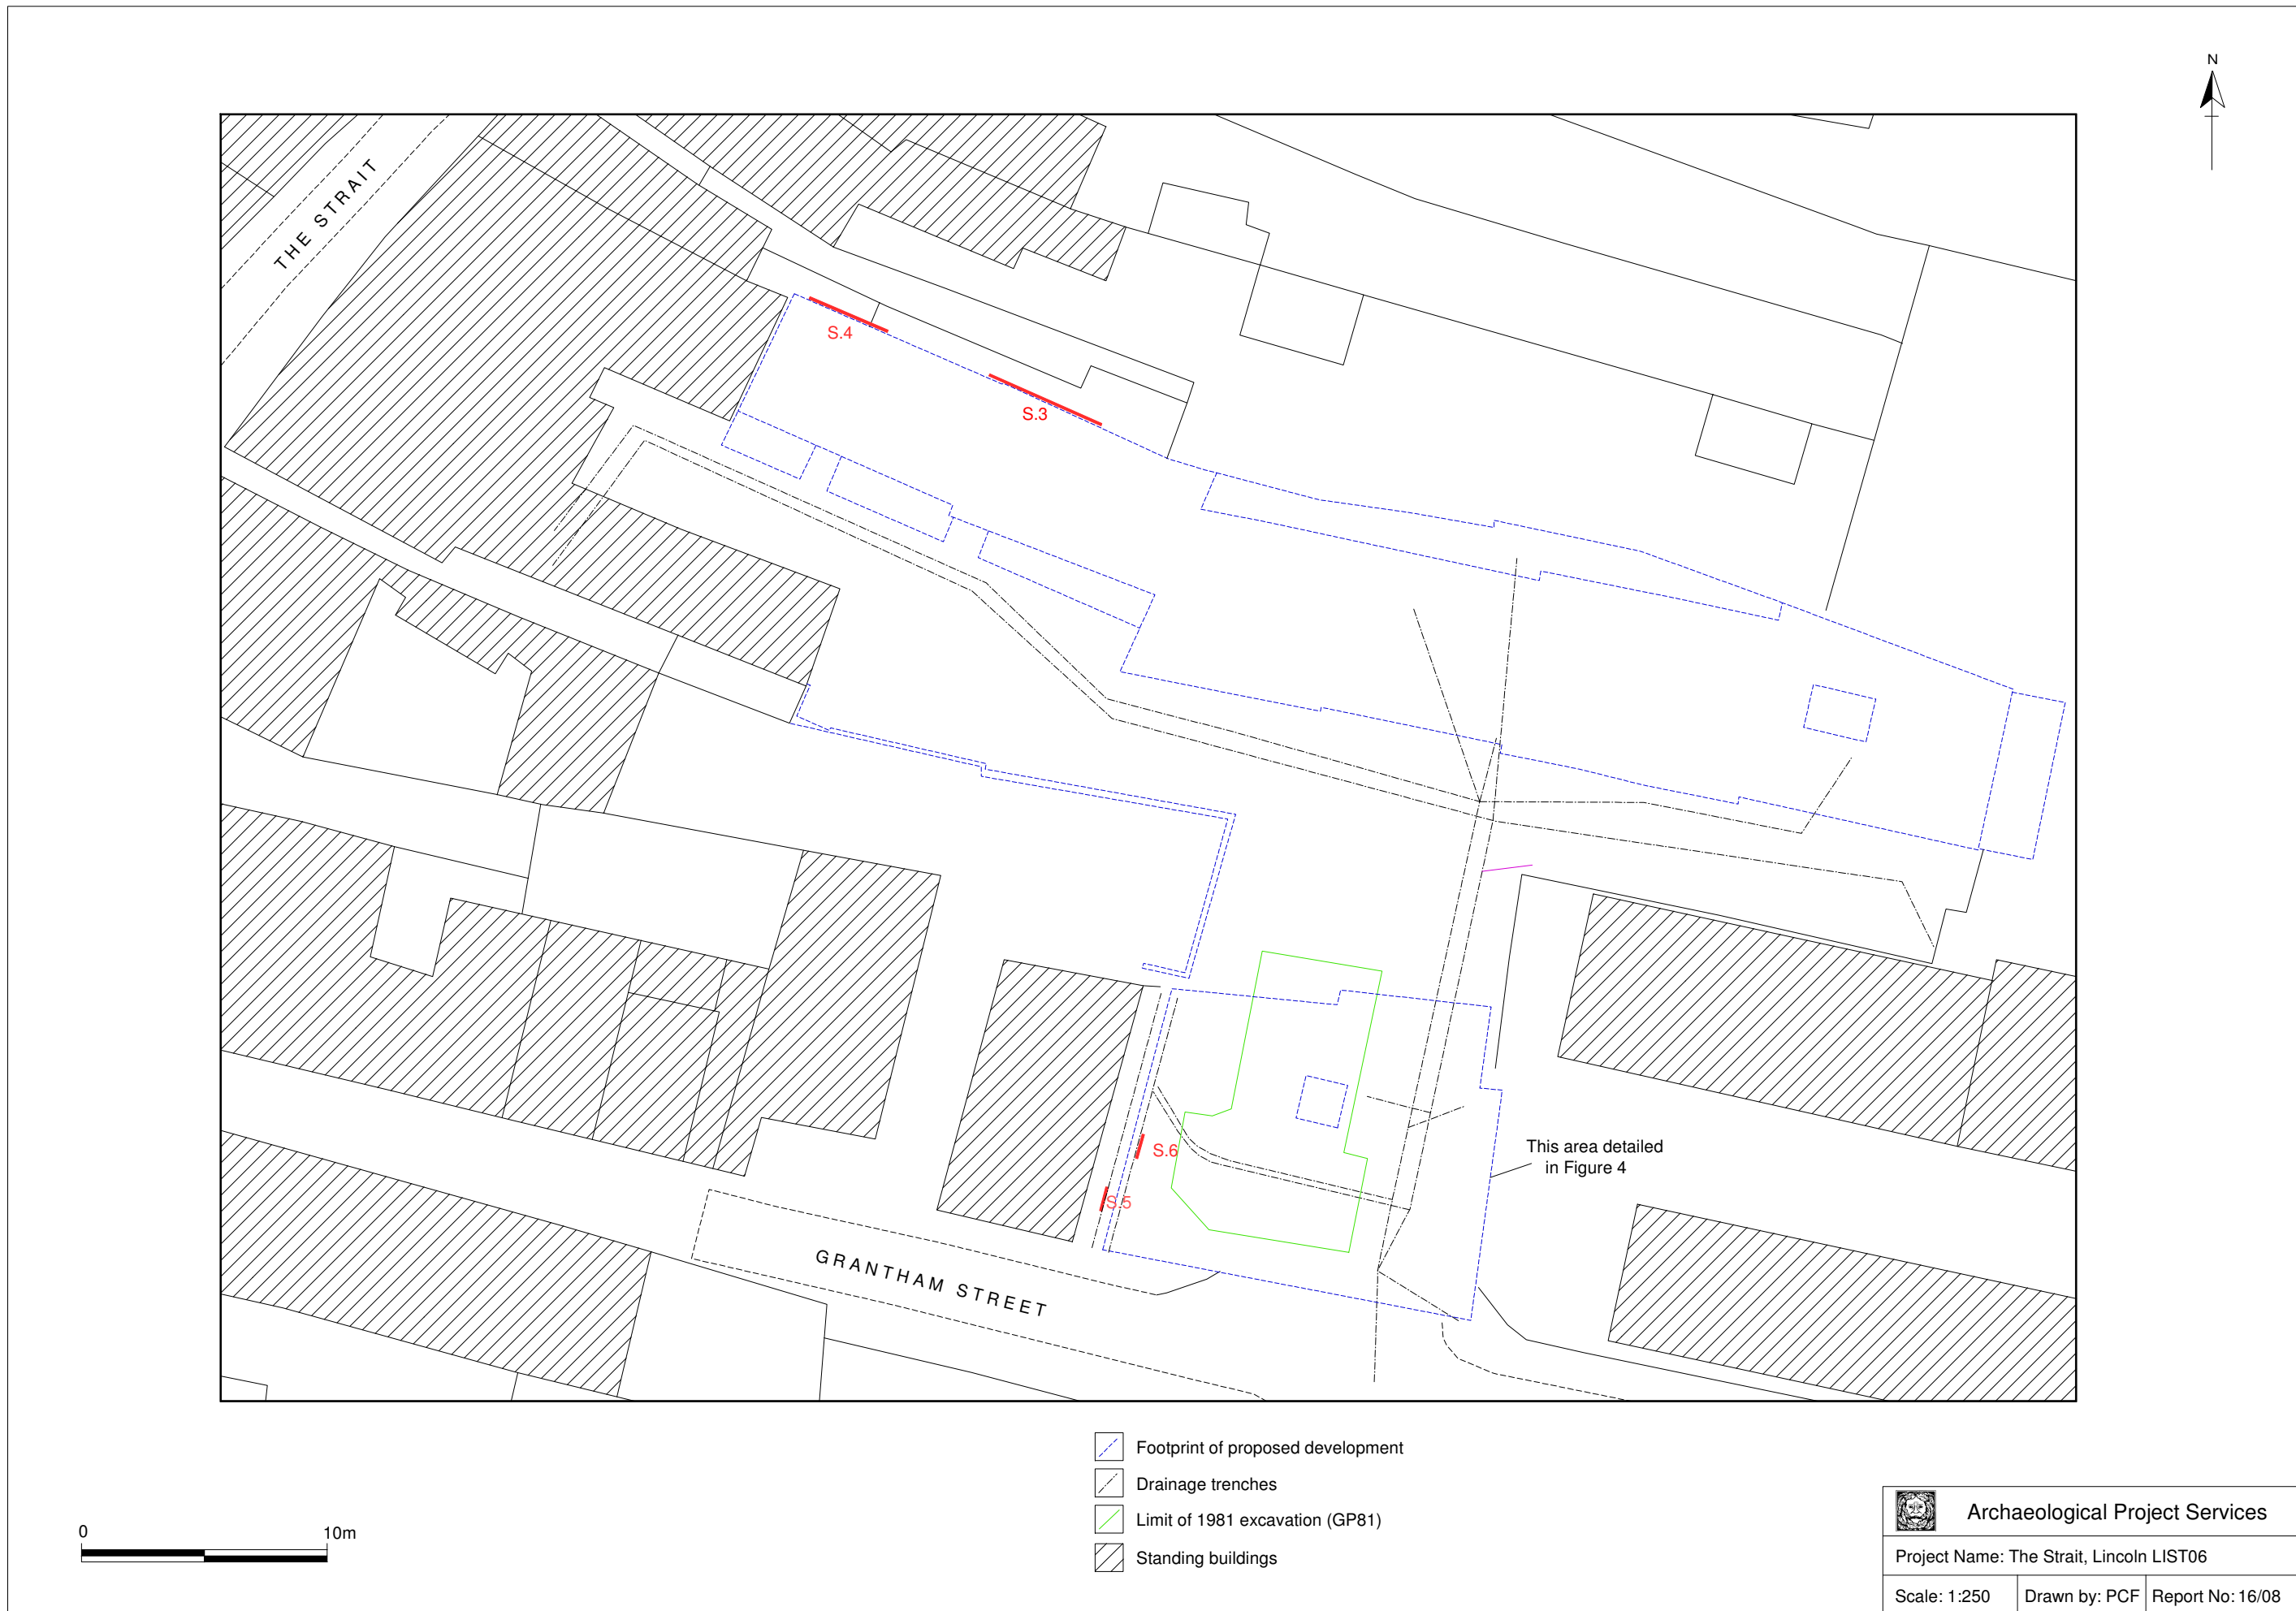 N
THE STRAIT
S.4
S.3
S.6
S.5
This area detailed
in Figure 4
GRANTHAM STREET
Footprint of proposed development
Drainage trenches
Limit of 1981 excavation (GP81)
Standing buildings
0 10m
Archaeological Project Services
Project Name: The Strait, Lincoln LIST06
Scale: 1:250 Drawn by: PCF Report No: 16/08